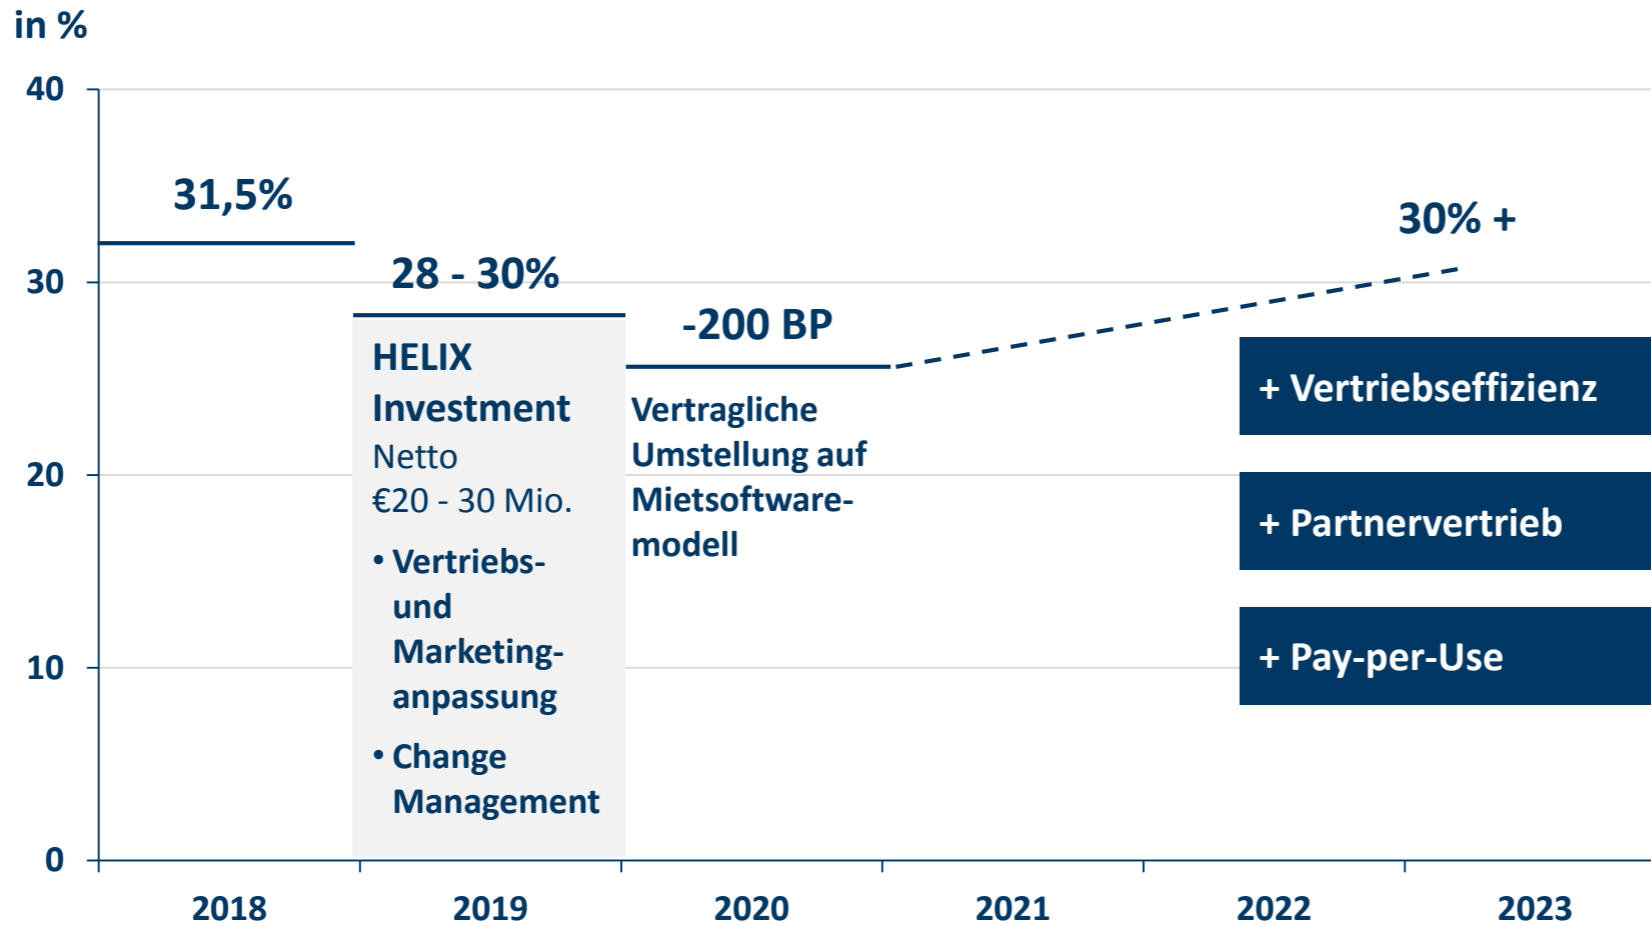 in %
40
30
20
10
0
31,5%
28 - 30%
HELIX
Investment
Netto
€20 - 30 Mio.
• Vertriebs-
und
Marketing-
anpassung
• Change
Management
-200 BP
Vertragliche
Umstellung auf
Mietsoftware-
modell
30% +
+ Vertriebseffizienz
+ Partnervertrieb
+ Pay-per-Use
2018
2019
2020
2021
2022
2023